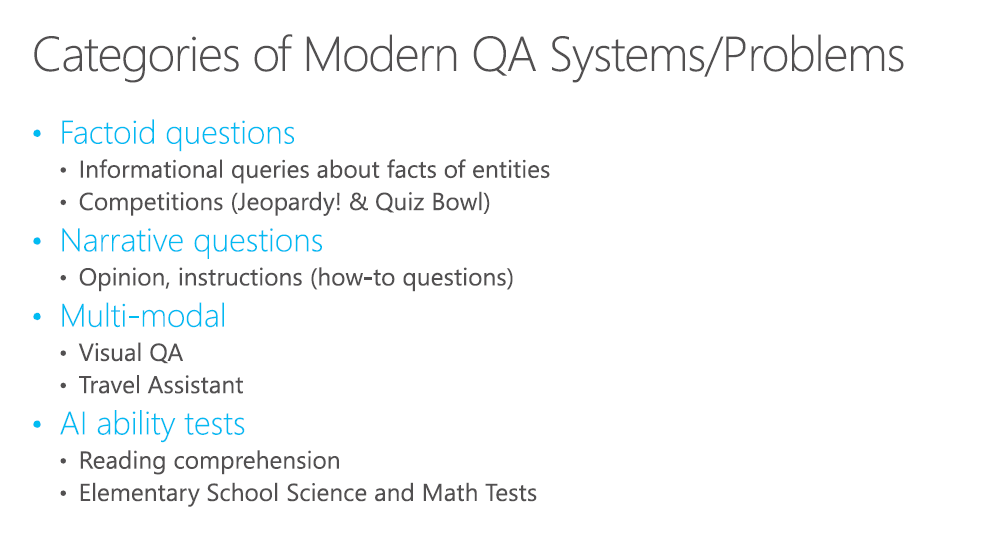 Categories of Modern QA Systems/Problems
• Factoid questions
• Informational queries about facts of entities
• Competitions (Jeopardy! & Quiz Bowl)
• Narrative questions
• Opinion, instructions (how-to questions)
• Multi-modal
• Visual QA
• Travel Assistant
• AI ability tests
• Reading comprehension
• Elementary School Science and Math Tests